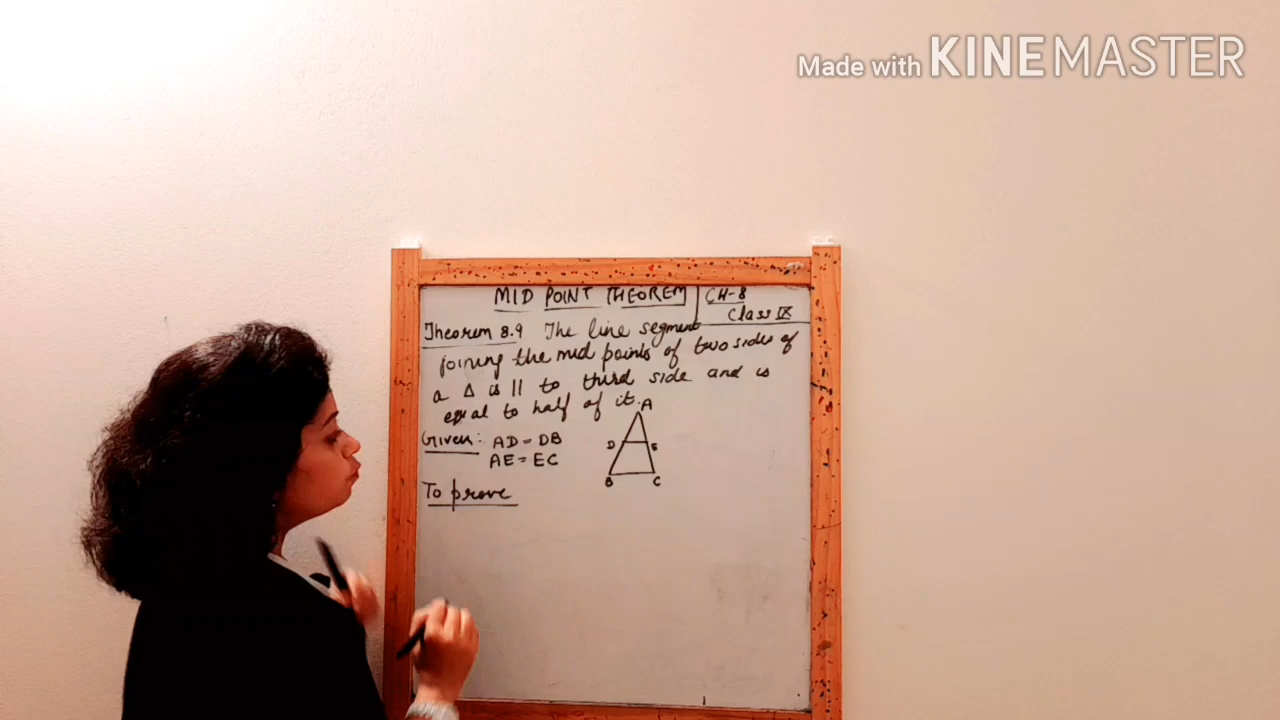 Made with KINEMASTER
MID POINT THEOREM
CH-8
Class IX
Theorem 8.9 The line segment
joining the mid points of two sides of
a Δ is || to third side and is
equal to half of it.
A
Given:- AD = DB
D E
AE = EC
B C
To prove